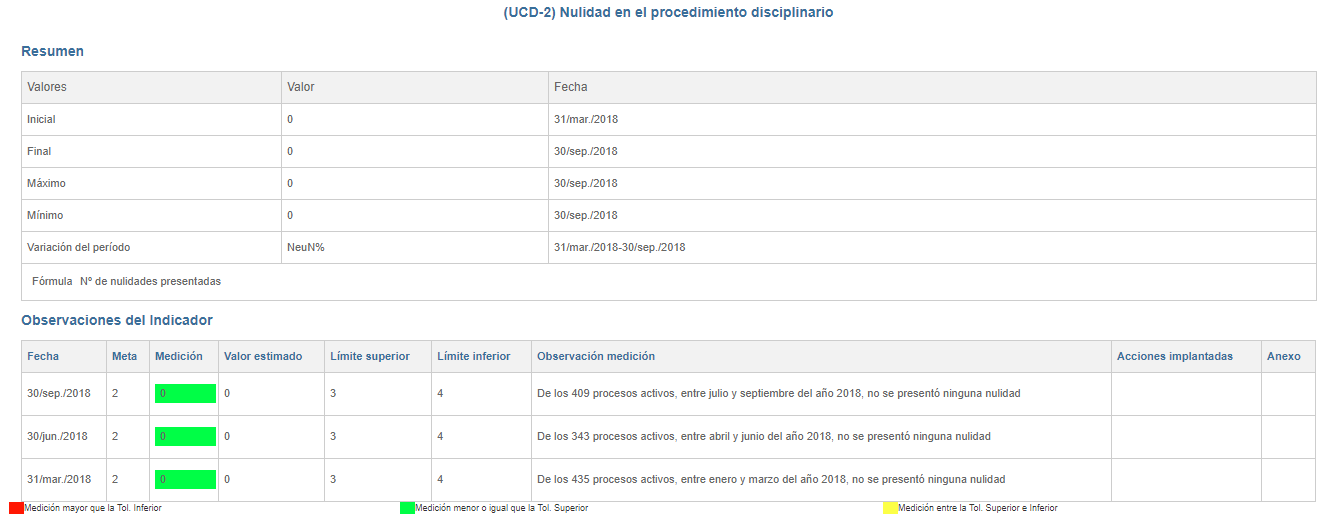 (UCD-2) Nulidad en el procedimiento disciplinario
Resumen
Valores Valor Fecha
Inicial 0 31/mar./2018
Final 0 30/sep./2018
Máximo 0 30/sep./2018
Mínimo 0 30/sep./2018
Variación del período NeuN% 31/mar./2018-30/sep./2018
Fórmula Nº de nulidades presentadas
Observaciones del Indicador
Fecha Meta Medición Valor estimado Límite superior Límite inferior Observación medición Acciones implantadas Anexo
30/sep./2018 2 0 0 3 4 De los 409 procesos activos, entre julio y septiembre del año 2018, no se presentó ninguna nulidad
30/jun./2018 2 0 0 3 4 De los 343 procesos activos, entre abril y junio del año 2018, no se presentó ninguna nulidad
31/mar./2018 2 0 0 3 4 De los 435 procesos activos, entre enero y marzo del año 2018, no se presentó ninguna nulidad
Medición mayor que la Tol. Inferior Medición menor o igual que la Tol. Superior Medición entre la Tol. Superior e Inferior